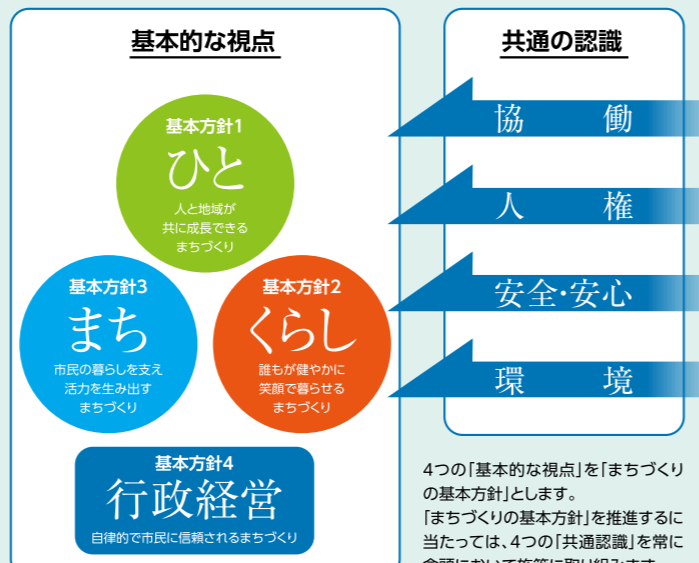 基本的な視点
基本方針1
ひと
人と地域が
共に成長できる
まちづくり
基本方針3
まち
市民の暮らしを支え
活力を生み出す
まちづくり
基本方針2
くらし
誰もが健やかに
笑顔で暮らせる
まちづくり
基本方針4
行政経営
自律的で市民に信頼されるまちづくり
共通の認識
協働
人権
安全・安心
環境
4つの「基本的な視点」を「まちづくり
の基本方針」とします。
「まちづくりの基本方針」を推進するに
当たっては、4つの「共通認識」を常に